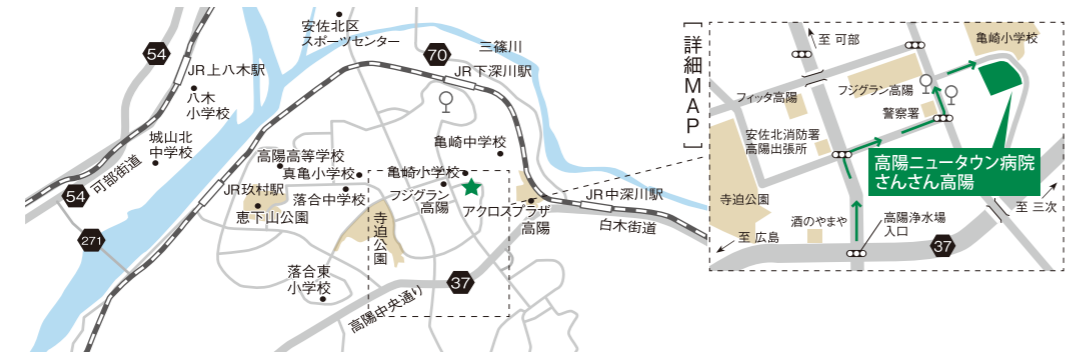 安佐北区
スポーツセンター
54
70
三篠川
JR下深川駅
JR上八木駅
八木
小学校
城山北
中学校
可部街道
54
271
高陽高等学校
真亀小学校
JR玖村駅
落合中学校
恵下山公園
亀崎中学校
亀崎小学校
フジグラン
高陽
寺迫公園
アクロスプラザ
高陽
JR中深川駅
白木街道
落合東
小学校
37
高陽中央通り
[詳細MAP]
至 可部
亀崎小学校
フィッタ高陽
フジグラン高陽
警察署
安佐北消防署
高陽出張所
高陽ニュータウン病院
さんさん高陽
寺迫公園
酒のやまや
高陽浄水場
入口
至 広島
37
至 三次